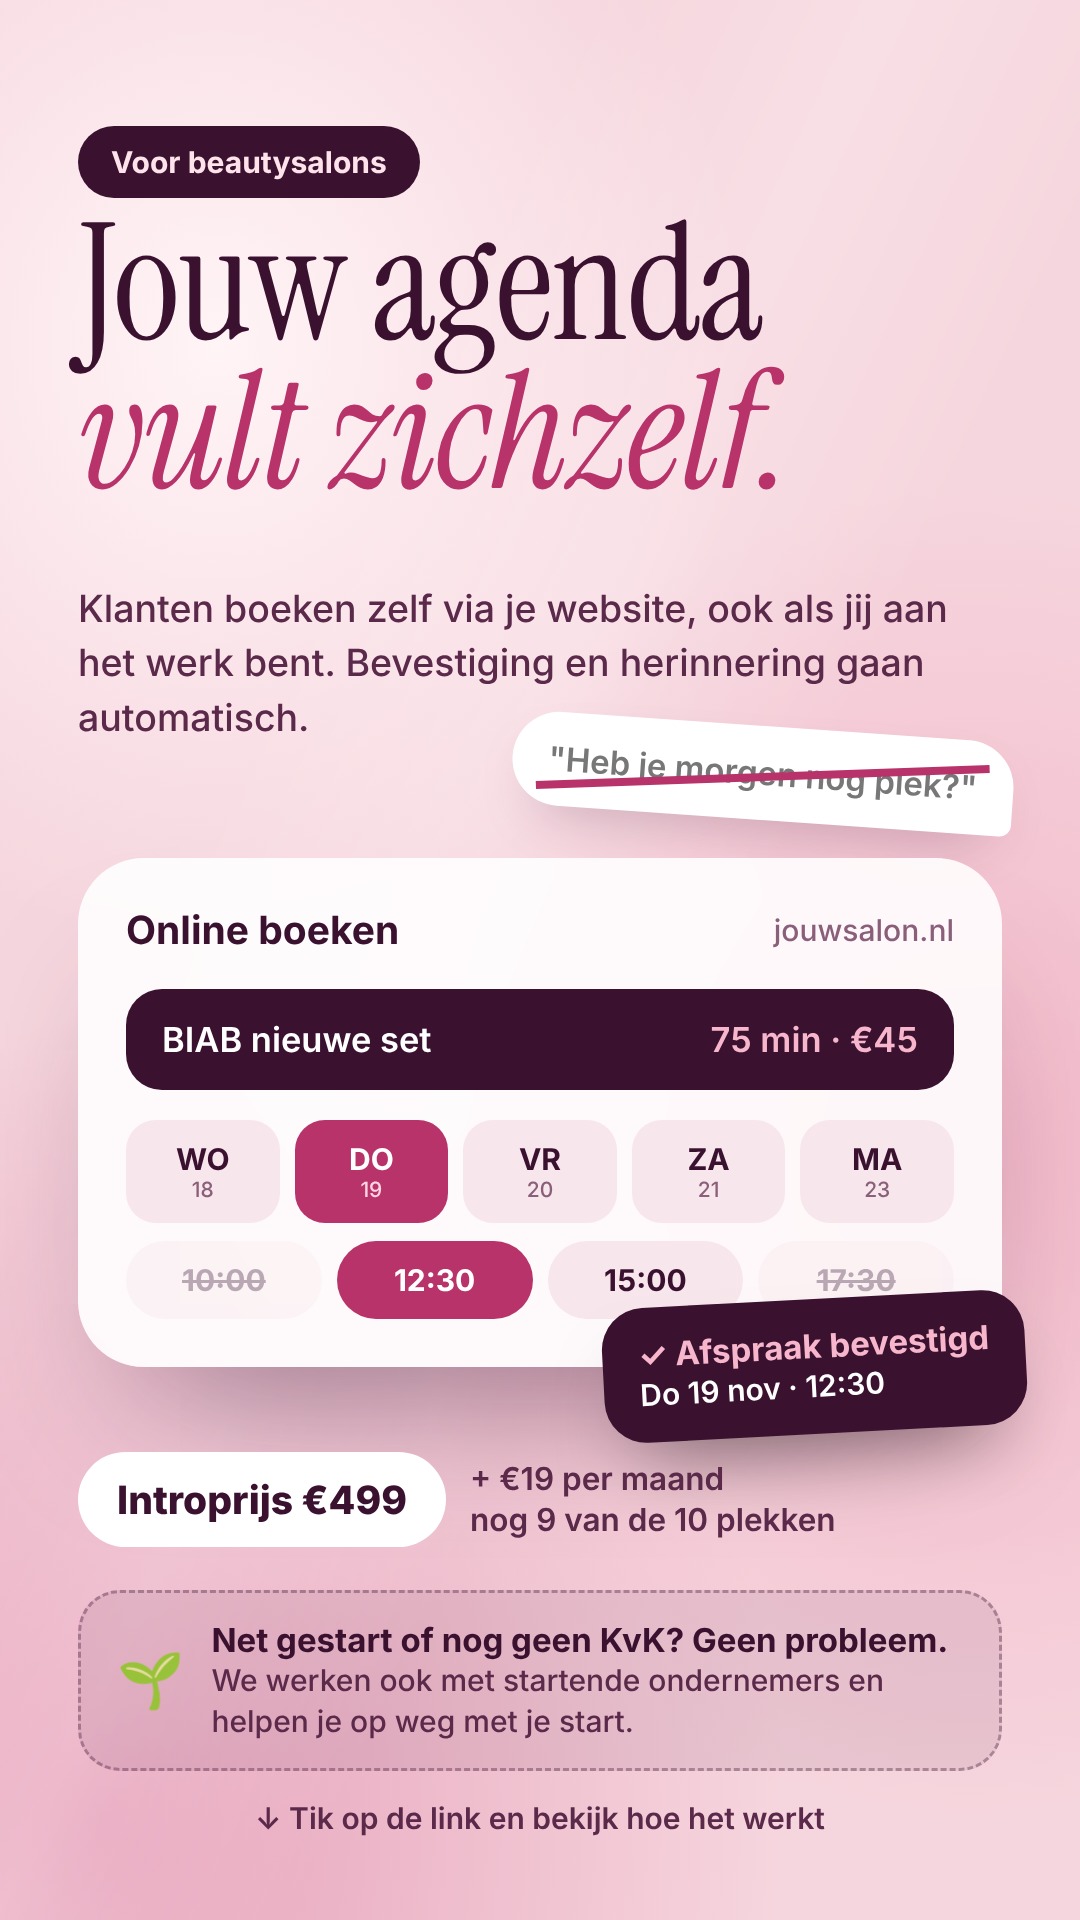 Voor beautysalons
Jouw agenda
vult zichzelf.
Klanten boeken zelf via je website, ook als jij aan
het werk bent. Bevestiging en herinnering gaan
automatisch.
"Heb je morgen nog plek?"
Online boeken
jouwsalon.nl
BIAB nieuwe set
75 min · €45
WO
18
DO
19
VR
20
ZA
21
MA
23
10:00
12:30
15:00
17:30
✓ Afspraak bevestigd
Do 19 nov · 12:30
Introprijs €499
+ €19 per maand
nog 9 van de 10 plekken
Net gestart of nog geen KvK? Geen probleem.
We werken ook met startende ondernemers en
helpen je op weg met je start.
↓ Tik op de link en bekijk hoe het werkt